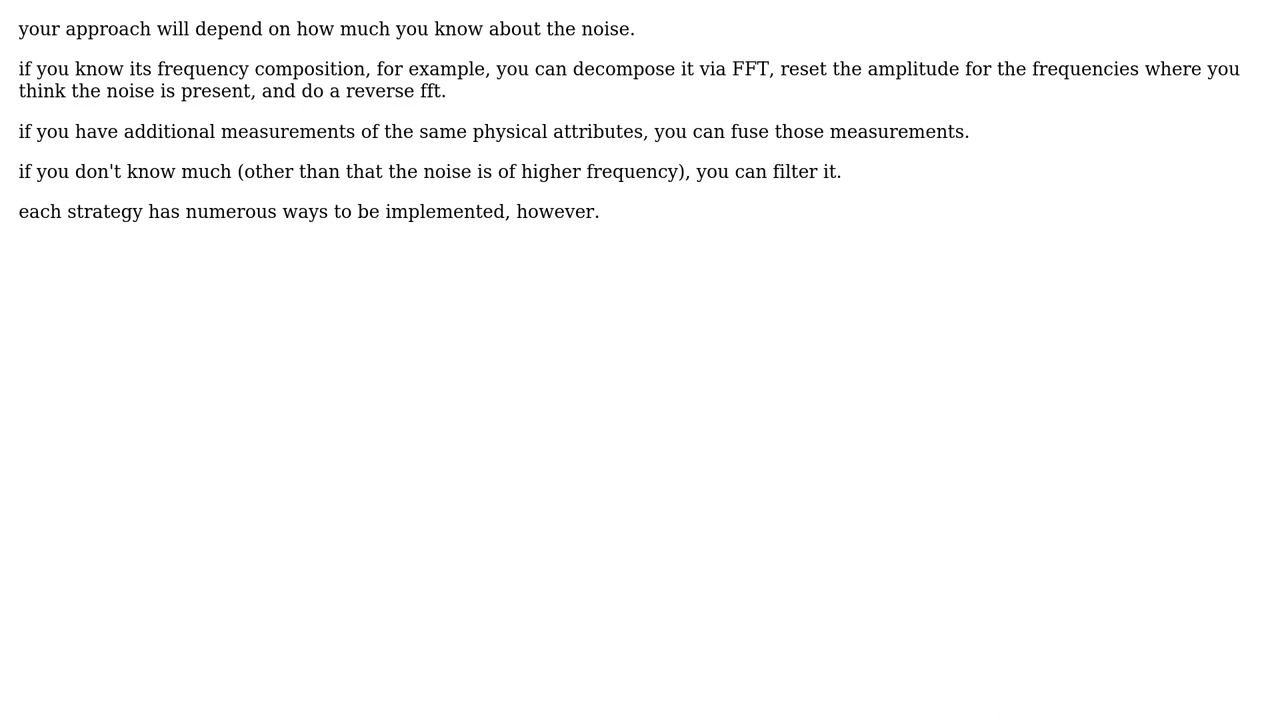 your approach will depend on how much you know about the noise.
if you know its frequency composition, for example, you can decompose it via FFT, reset the amplitude for the frequencies where you
think the noise is present, and do a reverse fft.
if you have additional measurements of the same physical attributes, you can fuse those measurements.
if you don't know much (other than that the noise is of higher frequency), you can filter it.
each strategy has numerous ways to be implemented, however.